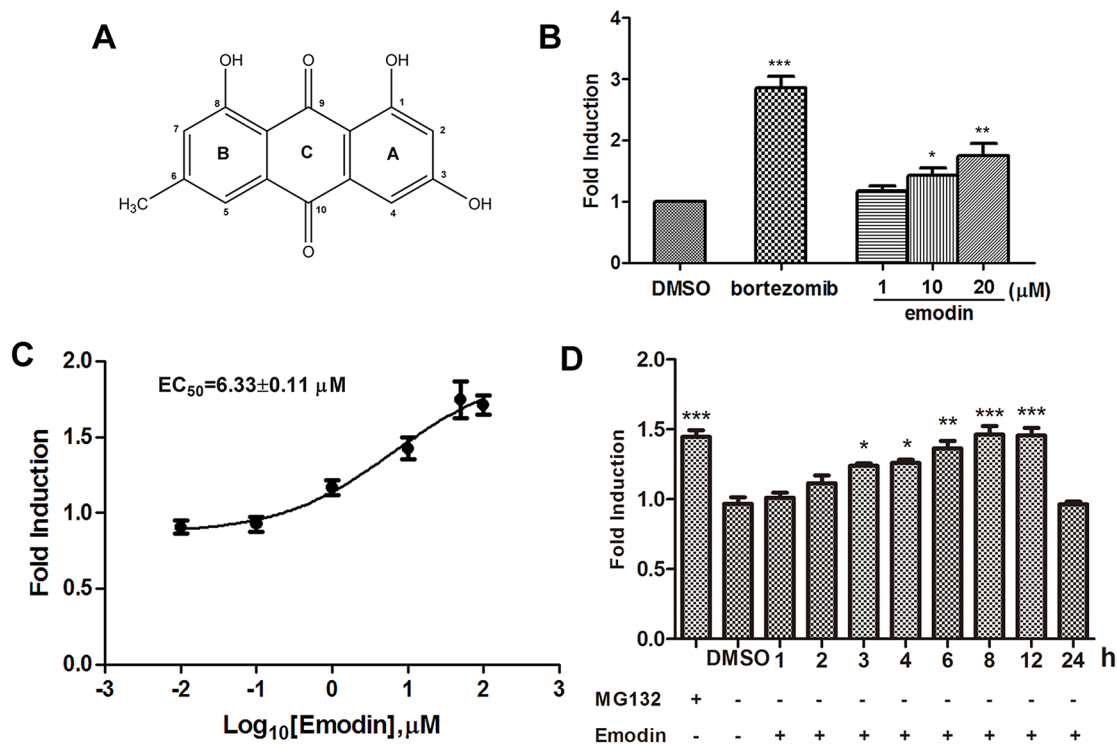 A
OH
O
OH
8
9
1
7
2
B
C
A
6
3
H3C
5
10
4
OH
O
B
Fold Induction
4
3
2
1
0
***
*
**
DMSO
bortezomib
1
10
20
(μM)
emodin
C
Fold Induction
2.0
1.5
1.0
0.5
0.0
EC50=6.33±0.11 μM
-3
-2
-1
0
1
2
3
Log10[Emodin],μM
D
Fold Induction
2.0
1.5
1.0
0.5
0.0
***
*
*
**
***
***
DMSO 1 2 3 4 6 8 12 24 h
MG132 + - - - - - - - - -
Emodin - - + + + + + + + +